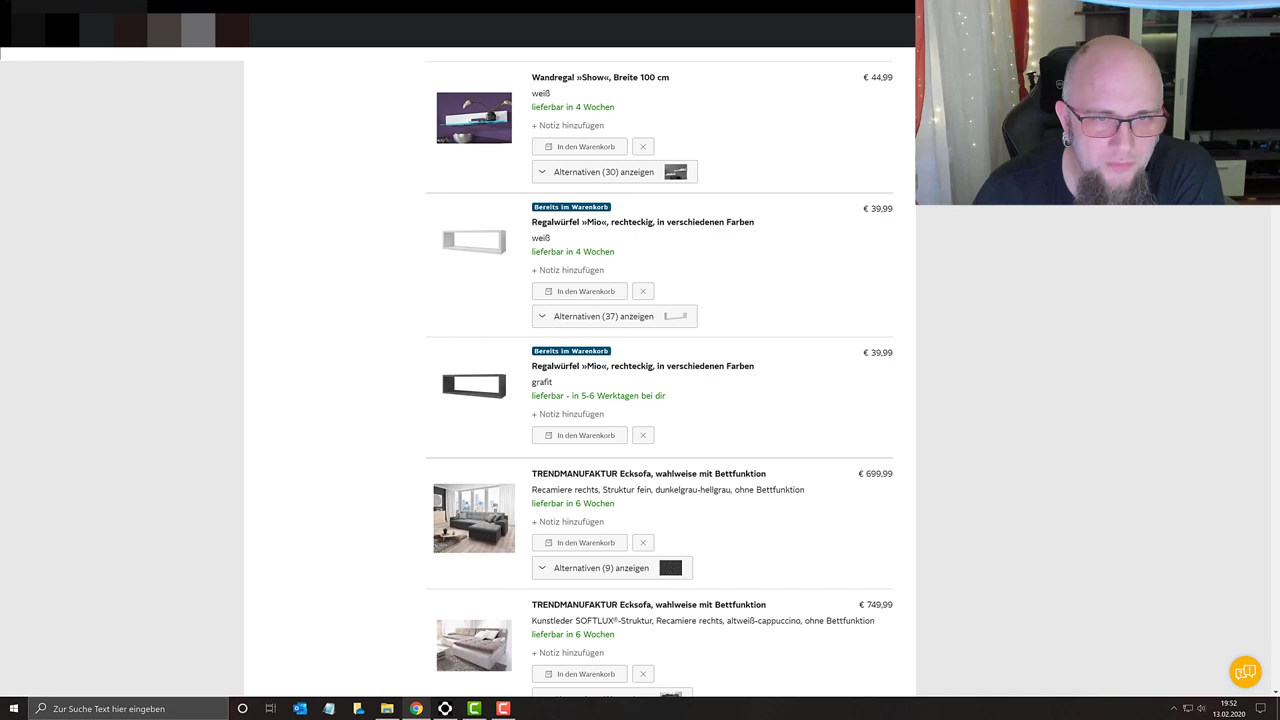 Wandregal »Show«, Breite 100 cm
€ 44,99
weiß
lieferbar in 4 Wochen
+ Notiz hinzufügen
In den Warenkorb
Alternativen (30) anzeigen
Bereits im Warenkorb
€ 39,99
Regalwürfel »Mio«, rechteckig, in verschiedenen Farben
weiß
lieferbar in 4 Wochen
+ Notiz hinzufügen
In den Warenkorb
Alternativen (37) anzeigen
Bereits im Warenkorb
€ 39,99
Regalwürfel »Mio«, rechteckig, in verschiedenen Farben
grafit
lieferbar - in 5-6 Werktagen bei dir
+ Notiz hinzufügen
In den Warenkorb
TRENDMANUFAKTUR Ecksofa, wahlweise mit Bettfunktion
€ 699,99
Recamiere rechts, Struktur fein, dunkelgrau-hellgrau, ohne Bettfunktion
lieferbar in 6 Wochen
+ Notiz hinzufügen
In den Warenkorb
Alternativen (9) anzeigen
TRENDMANUFAKTUR Ecksofa, wahlweise mit Bettfunktion
€ 749,99
Kunstleder SOFTLUX®-Struktur, Recamiere rechts, altweiß-cappuccino, ohne Bettfunktion
lieferbar in 6 Wochen
+ Notiz hinzufügen
In den Warenkorb
Zur Suche Text hier eingeben
19:52
13.02.2020